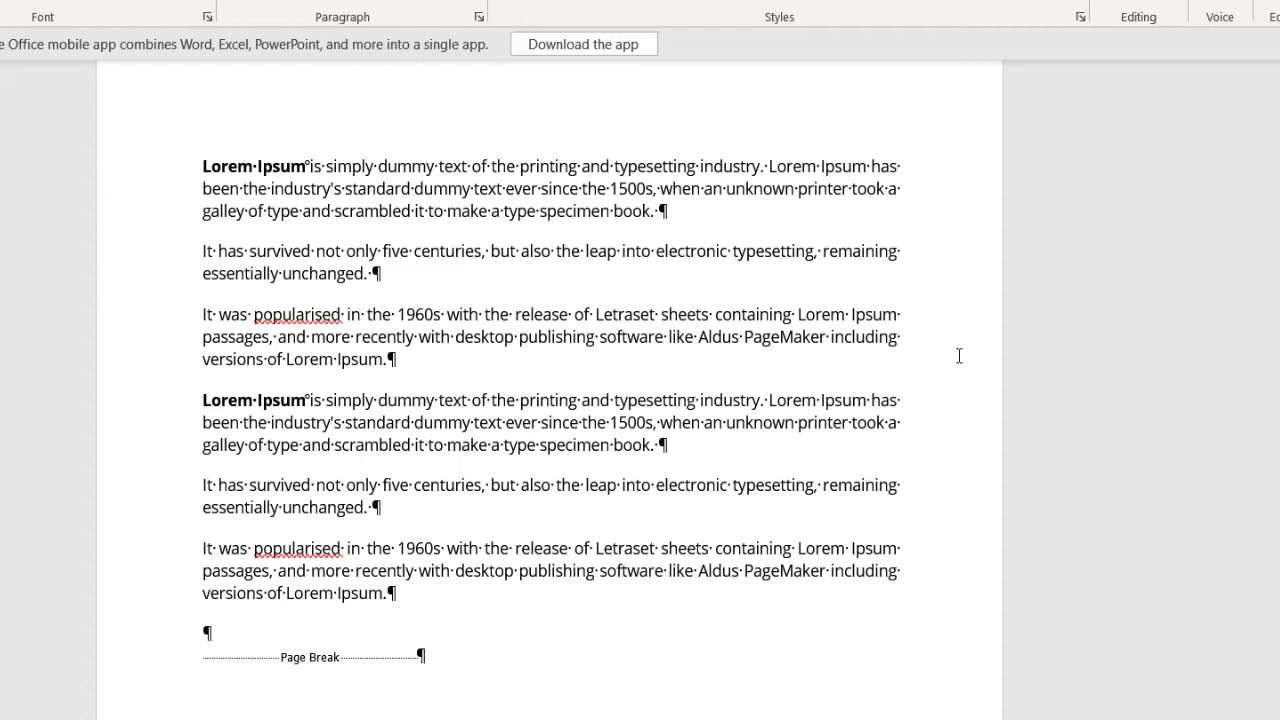 Font Paragraph Styles Editing Voice
e Office mobile app combines Word, Excel, PowerPoint, and more into a single app. Download the app
Lorem·Ipsum°is·simply·dummy·text·of·the·printing·and·typesetting·industry.·Lorem·Ipsum·has·
been·the·industry's·standard·dummy·text·ever·since·the·1500s,·when·an·unknown·printer·took·a·
galley·of·type·and·scrambled·it·to·make·a·type·specimen·book.·¶
It·has·survived·not·only·five·centuries,·but·also·the·leap·into·electronic·typesetting,·remaining·
essentially·unchanged.·¶
It·was·popularised·in·the·1960s·with·the·release·of·Letraset·sheets·containing·Lorem·Ipsum·
passages,·and·more·recently·with·desktop·publishing·software·like·Aldus·PageMaker·including·
versions·of·Lorem·Ipsum.¶
Lorem·Ipsum°is·simply·dummy·text·of·the·printing·and·typesetting·industry.·Lorem·Ipsum·has·
been·the·industry's·standard·dummy·text·ever·since·the·1500s,·when·an·unknown·printer·took·a·
galley·of·type·and·scrambled·it·to·make·a·type·specimen·book.·¶
It·has·survived·not·only·five·centuries,·but·also·the·leap·into·electronic·typesetting,·remaining·
essentially·unchanged.·¶
It·was·popularised·in·the·1960s·with·the·release·of·Letraset·sheets·containing·Lorem·Ipsum·
passages,·and·more·recently·with·desktop·publishing·software·like·Aldus·PageMaker·including·
versions·of·Lorem·Ipsum.¶
¶
Page Break¶